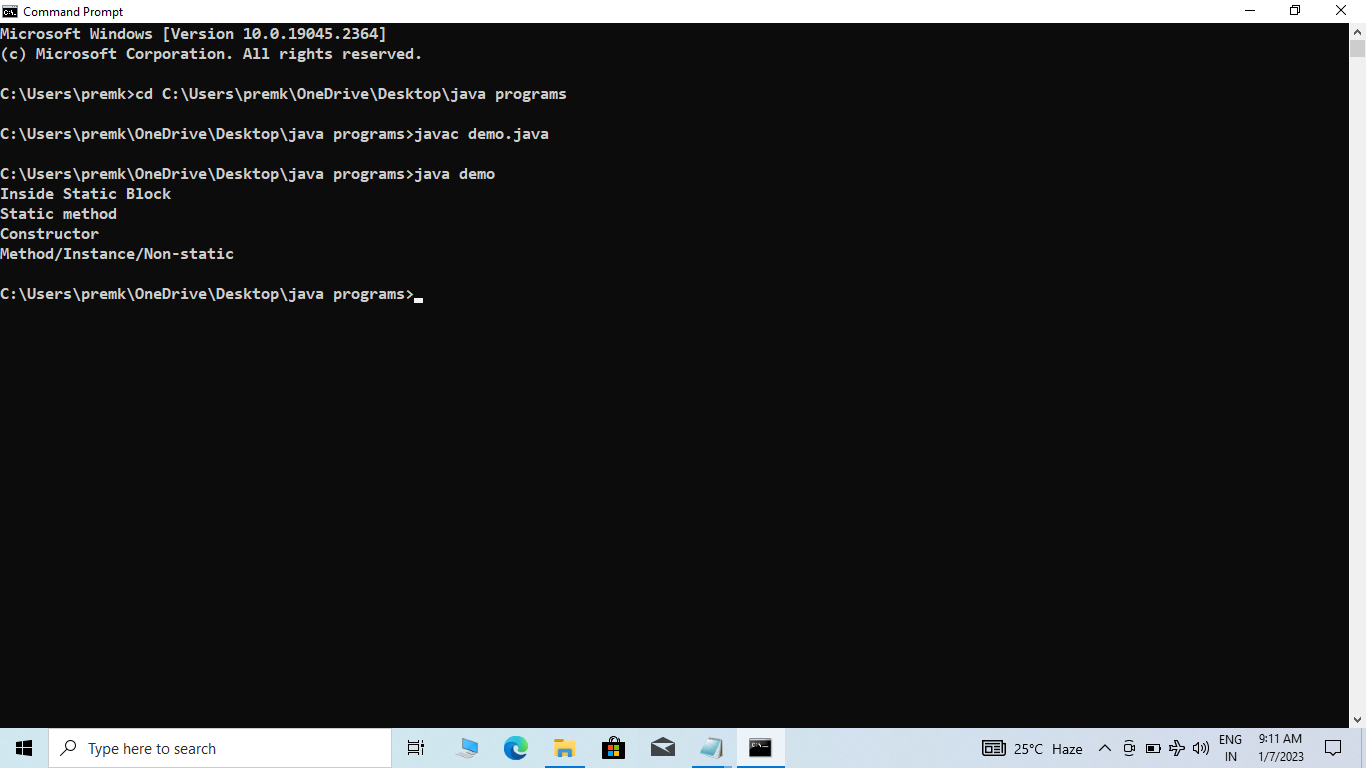 Command Prompt
Microsoft Windows [Version 10.0.19045.2364]
(c) Microsoft Corporation. All rights reserved.
C:\Users\premk>cd C:\Users\premk\OneDrive\Desktop\java programs
C:\Users\premk\OneDrive\Desktop\java programs>javac demo.java
C:\Users\premk\OneDrive\Desktop\java programs>java demo
Inside Static Block
Static method
Constructor
Method/Instance/Non-static
C:\Users\premk\OneDrive\Desktop\java programs>
Type here to search
25°C Haze
ENG
IN
9:11 AM
1/7/2023